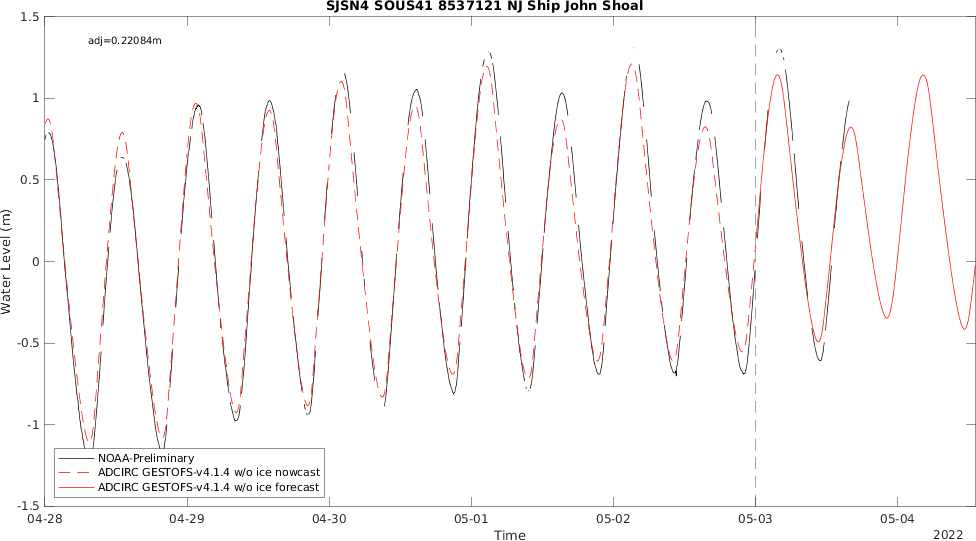 SJSN4 SOUS41 8537121 NJ Ship John Shoal
adj=0.22084m
1.5
1
0.5
0
-0.5
-1
-1.5
Water Level (m)
NOAA-Preliminary
ADCIRC GESTOFS-v4.1.4 w/o ice nowcast
ADCIRC GESTOFS-v4.1.4 w/o ice forecast
04-28 04-29 04-30 05-01 05-02 05-03 05-04
Time
2022